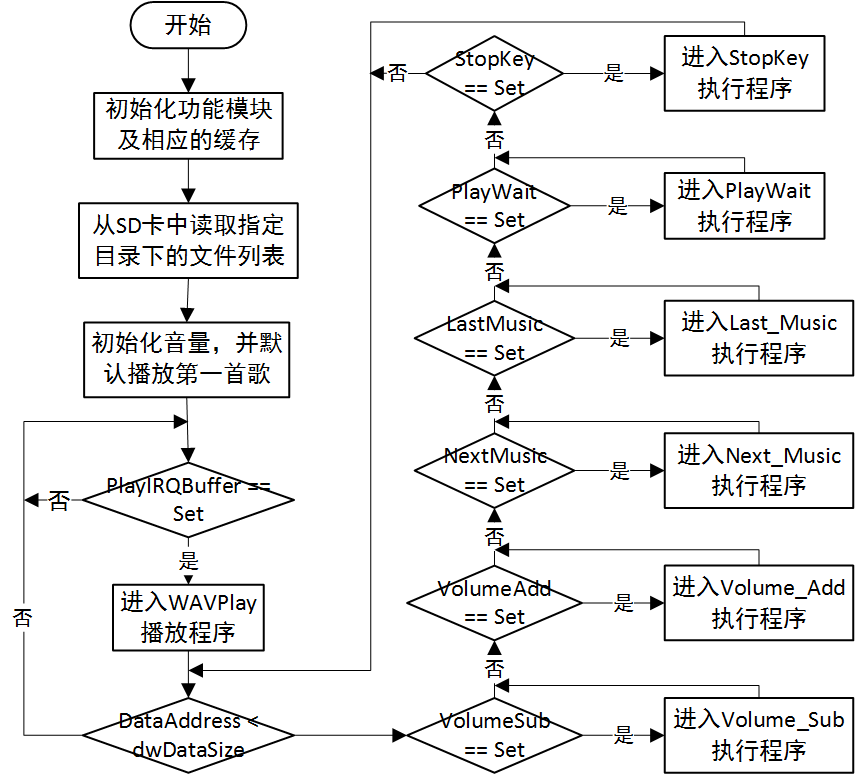 开始
初始化功能模块
及相应的缓存
从SD卡中读取指定
目录下的文件列表
初始化音量，并默
认播放第一首歌
PlayIRQBuffer ==
Set
否
是
进入WAVPlay
播放程序
否
DataAddress <
dwDataSize
VolumeSub
== Set
是
进入Volume_Sub
执行程序
否
VolumeAdd
== Set
是
进入Volume_Add
执行程序
否
NextMusic
== Set
是
进入Next_Music
执行程序
否
LastMusic
== Set
是
进入Last_Music
执行程序
否
PlayWait
== Set
是
进入PlayWait
执行程序
否
StopKey
== Set
是
进入StopKey
执行程序
否